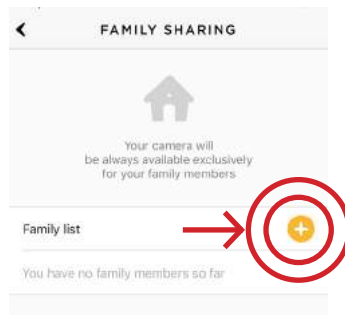 FAMILY SHARING
Your camera will
be always available exclusively
for your family members
Family list
You have no family members so far